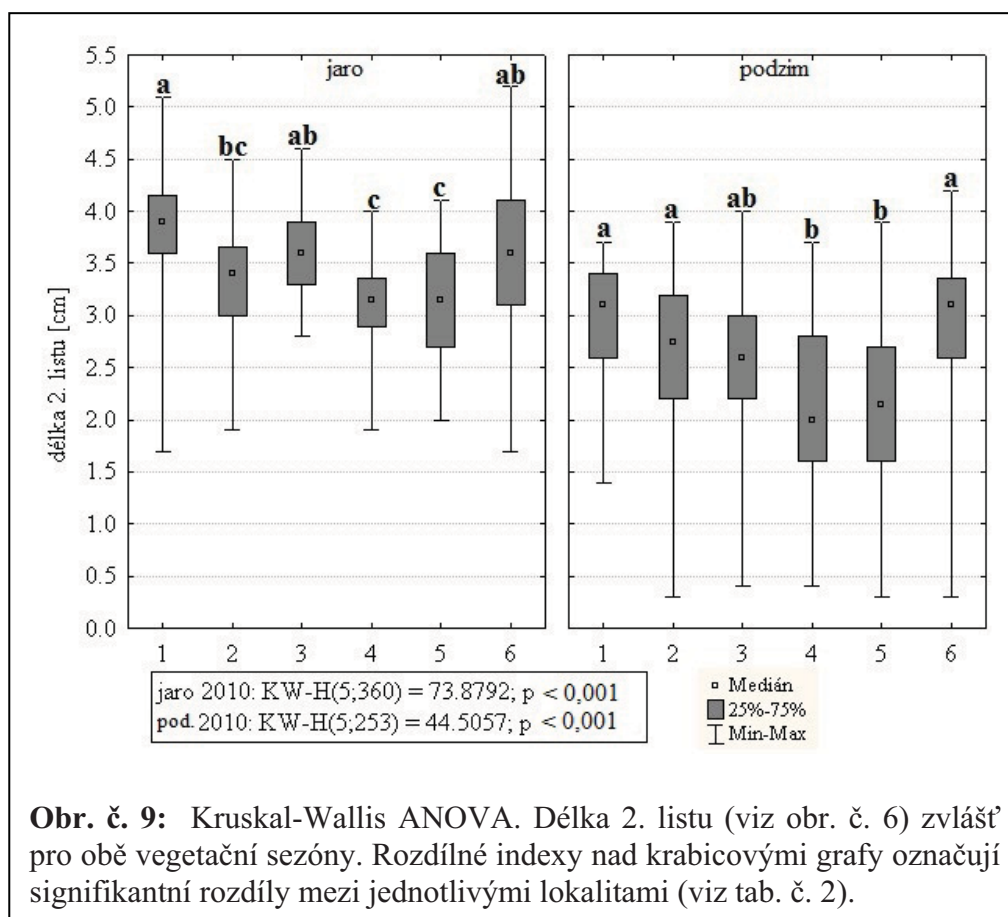 jaro
podzim
5.5
5.0
4.5
4.0
3.5
3.0
2.5
2.0
1.5
1.0
0.5
0.0
délka 2. listu [cm]
a
bc
ab
c
c
ab
a
a
ab
b
b
a
1 2 3 4 5 6
1 2 3 4 5 6
jaro 2010: KW-H(5;360) = 73.8792; p < 0,001
pod. 2010: KW-H(5;253) = 44.5057; p < 0,001
Medián
25%-75%
Min-Max
Obr. č. 9: Kruskal-Wallis ANOVA. Délka 2. listu (viz obr. č. 6) zvlášť
pro obě vegetační sezóny. Rozdílné indexy nad krabicovými grafy označují
signifikantní rozdíly mezi jednotlivými lokalitami (viz tab. č. 2).